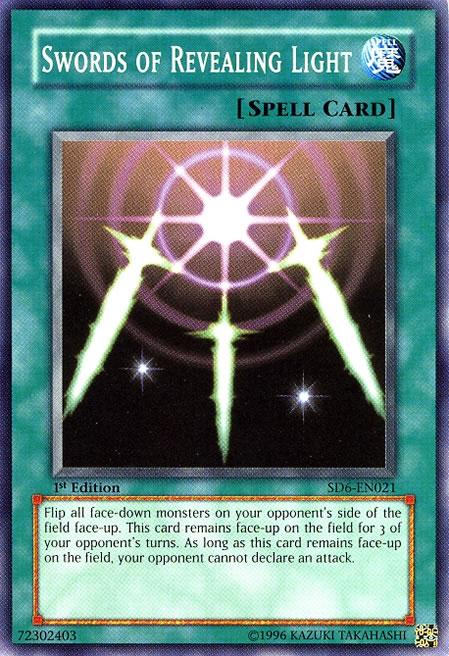 SWORDS OF REVEALING LIGHT
SPELL
魔
[SPELL CARD]
1st Edition
SD6-EN021
Flip all face-down monsters on your opponent's side of the
field face-up. This card remains face-up on the field for 3 of
your opponent's turns. As long as this card remains face-up
on the field, your opponent cannot declare an attack.
72302403
©1996 KAZUKI TAKAHASHI